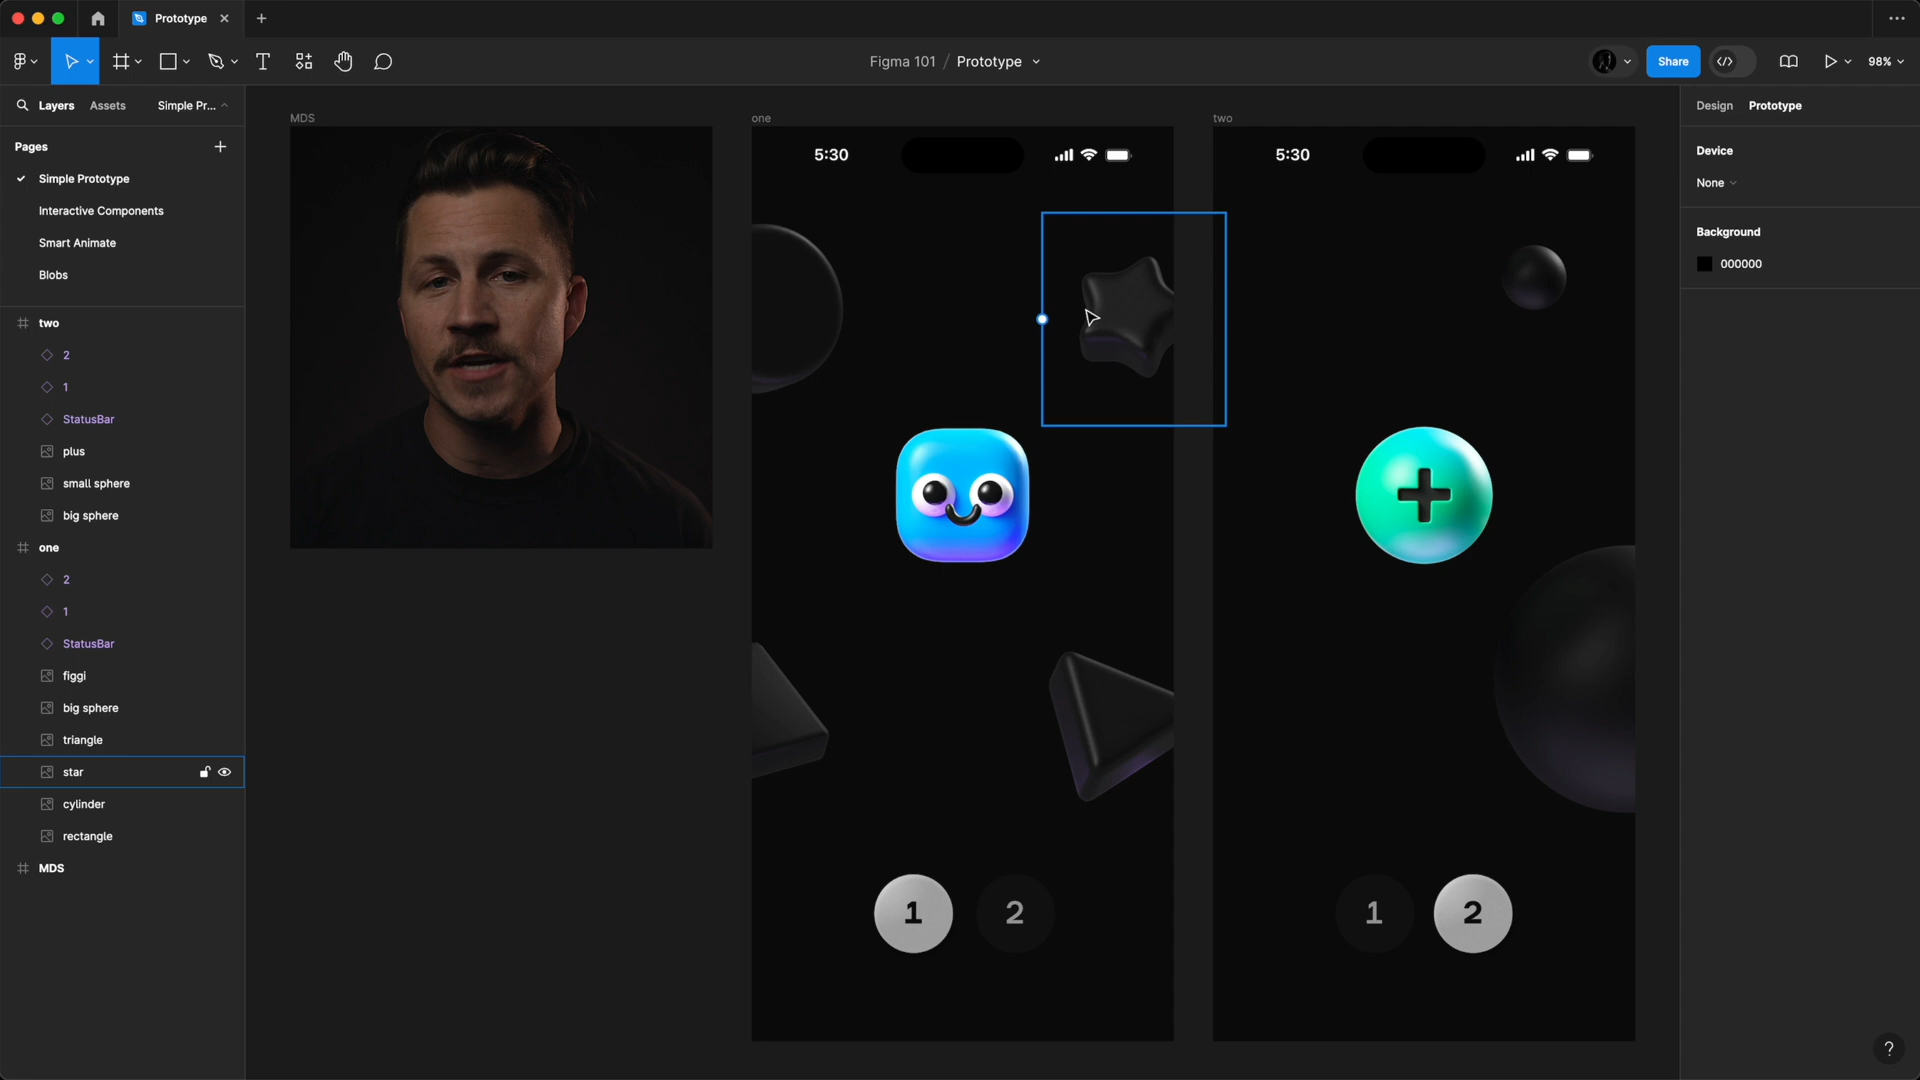 Prototype
Figma 101 / Prototype
Share
98%
Layers
Assets
Simple Pr...
Design
Prototype
Pages
Simple Prototype
Interactive Components
Smart Animate
Blobs
two
2
1
StatusBar
plus
small sphere
big sphere
one
2
1
StatusBar
figgi
big sphere
triangle
star
cylinder
rectangle
MDS
MDS
one
5:30
1
2
two
5:30
1
2
Device
None
Background
000000
?